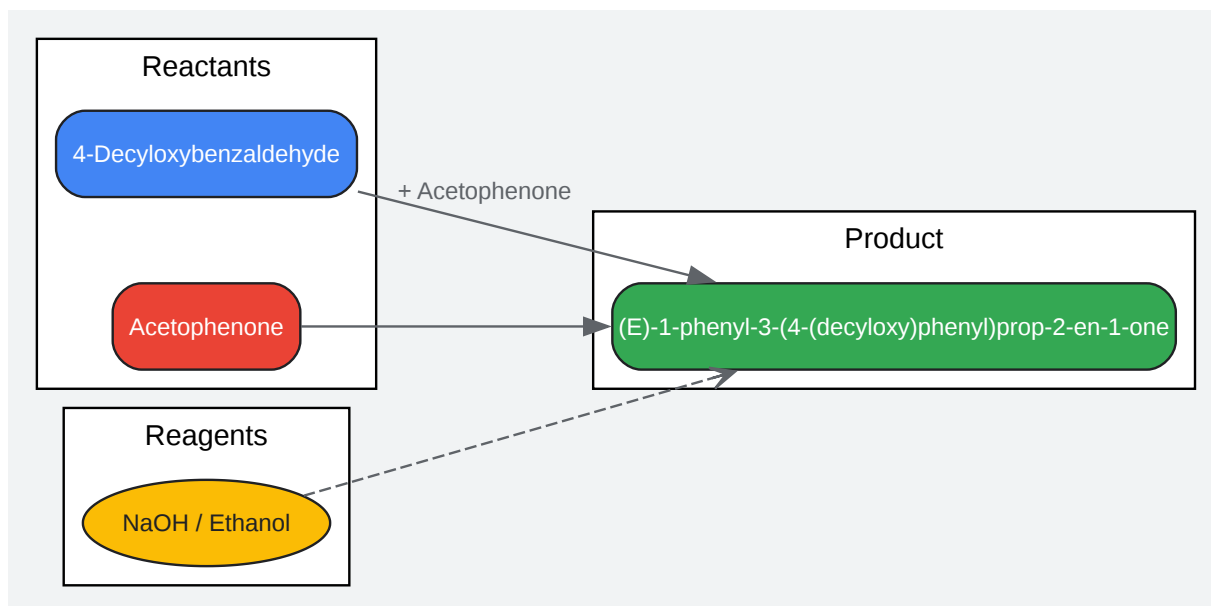 Reactants
4-Decyloxybenzaldehyde
+ Acetophenone
Acetophenone
Product
(E)-1-phenyl-3-(4-(decyloxy)phenyl)prop-2-en-1-one
Reagents
NaOH / Ethanol